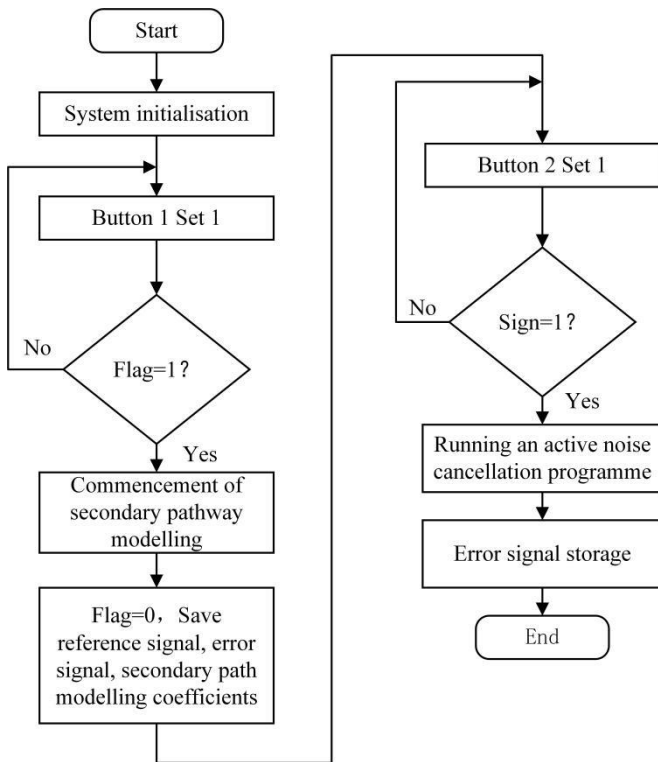 Start
System initialisation
Button 1 Set 1
No
Flag=1？
Yes
Commencement of
secondary pathway
modelling
Flag=0，Save
reference signal, error
signal, secondary path
modelling coefficients
Button 2 Set 1
No
Sign=1？
Yes
Running an active noise
cancellation programme
Error signal storage
End